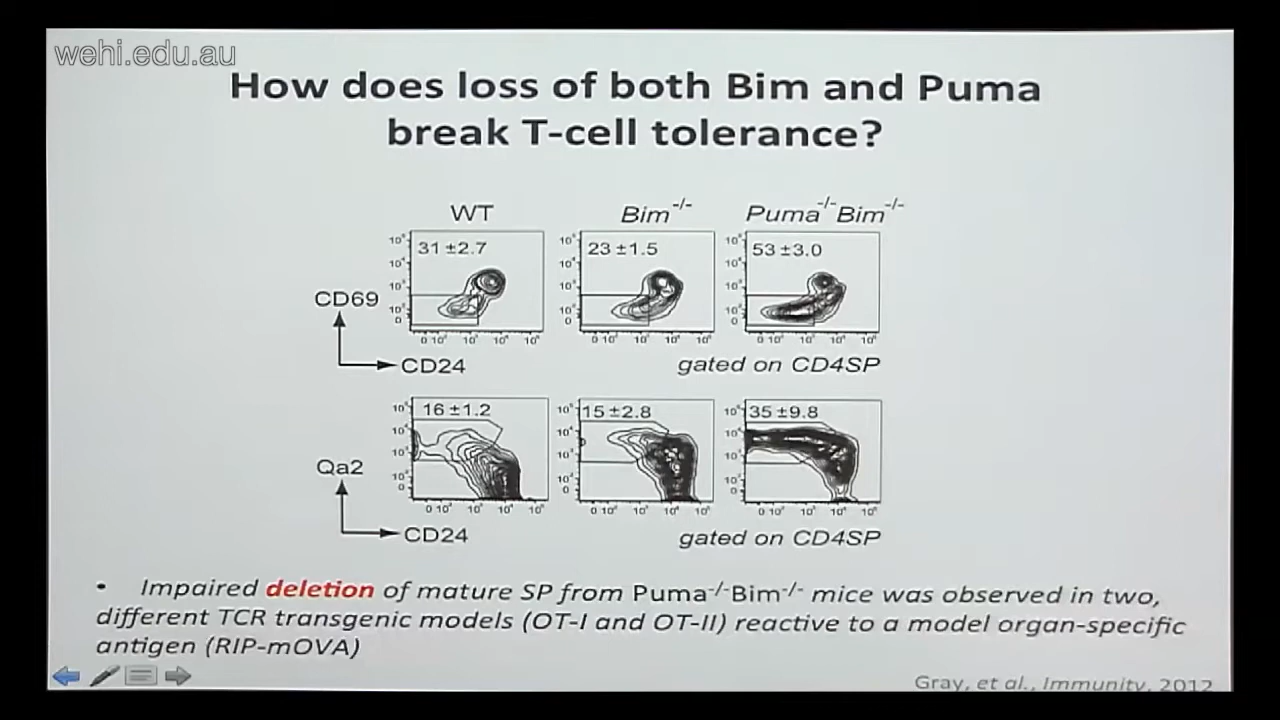 wehi.edu.au
How does loss of both Bim and Puma
break T-cell tolerance?
WT
Bim-/-
Puma-/-Bim-/-
31 ±2.7
23 ±1.5
53 ±3.0
CD69
CD24
gated on CD4SP
16 ±1.2
15 ±2.8
35 ±9.8
Qa2
CD24
gated on CD4SP
• Impaired deletion of mature SP from Puma-/-Bim-/- mice was observed in two,
different TCR transgenic models (OT-I and OT-II) reactive to a model organ-specific
antigen (RIP-mOVA)
Gray, et al., Immunity, 2012